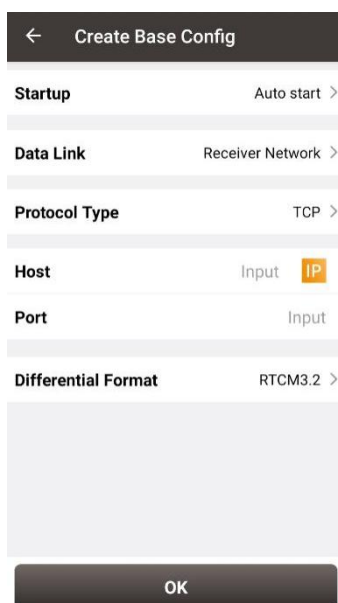 Create Base Config
Startup Auto start
Data Link Receiver Network
Protocol Type TCP
Host Input IP
Port Input
Differential Format RTCM3.2
OK